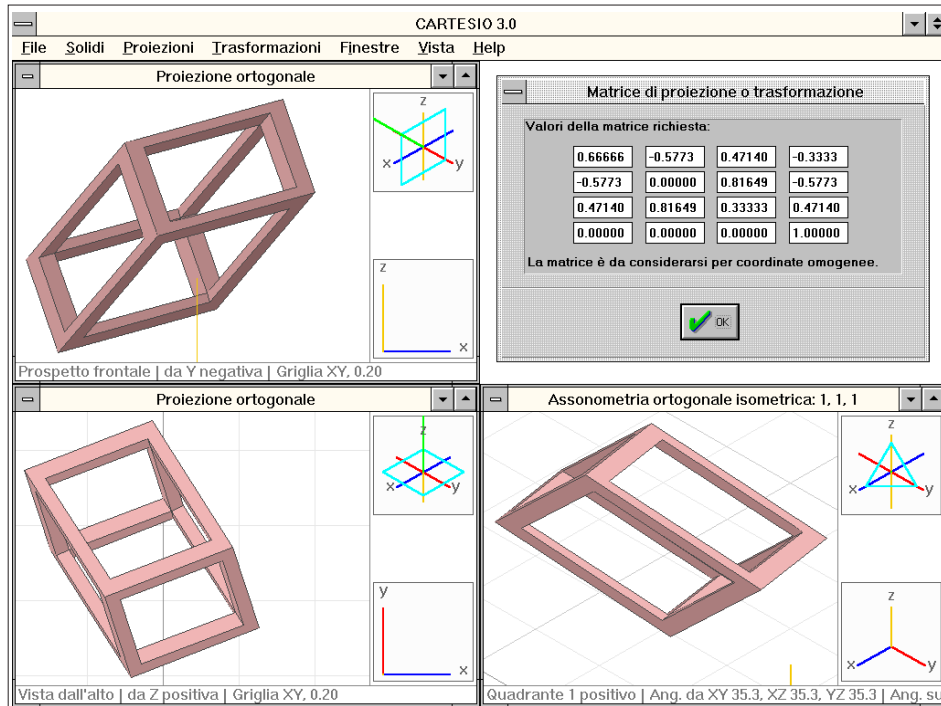 CARTESIO 3.0
File Solidi Proiezioni Trasformazioni Finestre Vista Help
Proiezione ortogonale
z
x y
z
x
Prospetto frontale | da Y negativa | Griglia XY, 0.20
Matrice di proiezione o trasformazione
Valori della matrice richiesta:
0.66666 -0.5773 0.47140 -0.3333
-0.5773 0.00000 0.81649 -0.5773
0.47140 0.81649 0.33333 0.47140
0.00000 0.00000 0.00000 1.00000
La matrice è da considerarsi per coordinate omogenee.
OK
Proiezione ortogonale
z
x y
y
x
Vista dall'alto | da Z positiva | Griglia XY, 0.20
Assonometria ortogonale isometrica: 1, 1, 1
z
x y
z
x y
Quadrante 1 positivo | Ang. da XY 35.3, XZ 35.3, YZ 35.3 | Ang. su